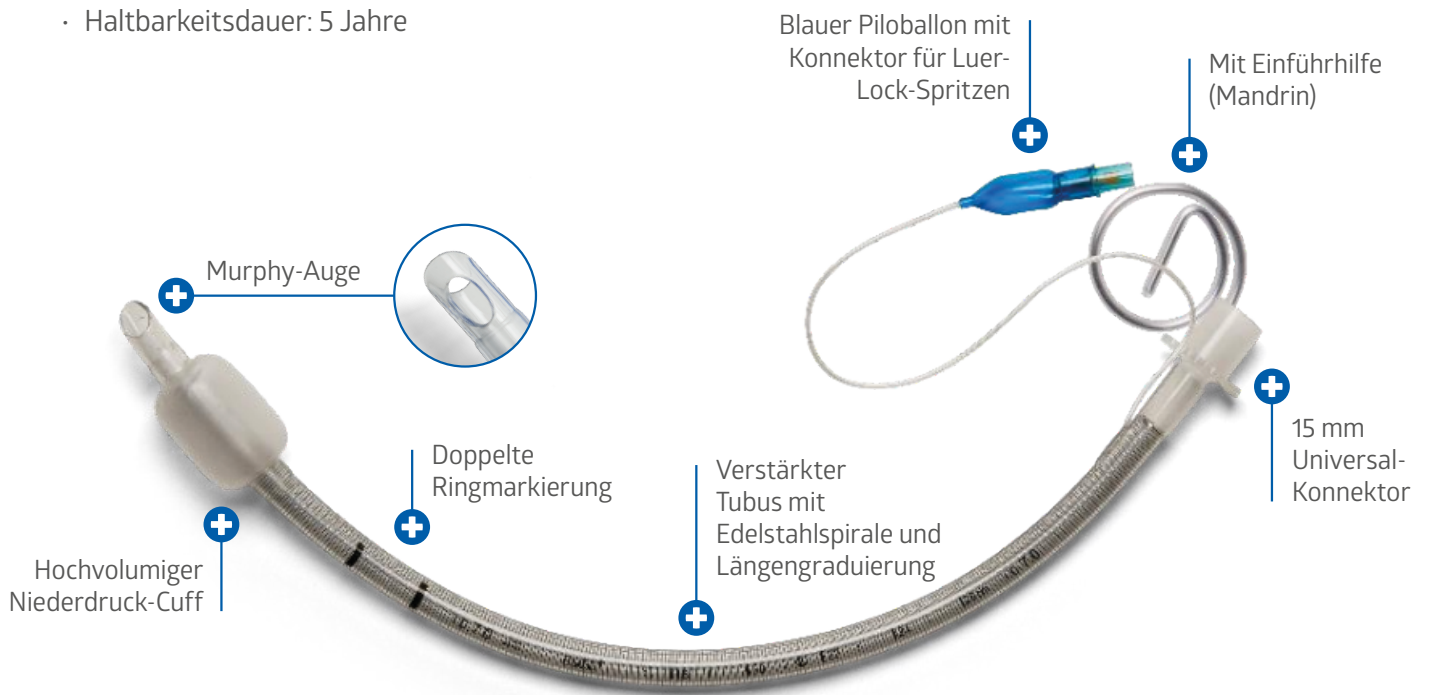 · Haltbarkeitsdauer: 5 Jahre
Blauer Piloballon mit
Konnektor für Luer-
Lock-Spritzen
Mit Einführhilfe
(Mandrin)
Murphy-Auge
Doppelte
Ringmarkierung
Verstärkter
Tubus mit
Edelstahlspirale und
Längengraduierung
15 mm
Universal-
Konnektor
Hochvolumiger
Niederdruck-Cuff